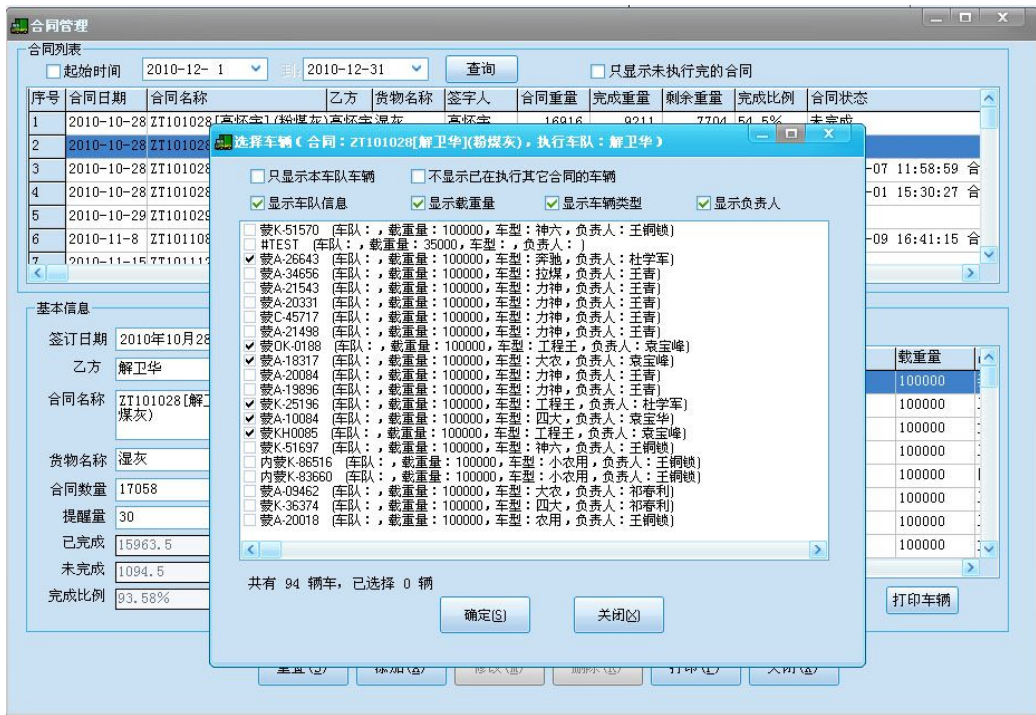 合同管理
合同列表
起始时间 2010-12- 1 到: 2010-12-31 查询 只显示未执行完的合同
序号 合同日期 合同名称 乙方 货物名称 签字人 合同重量 完成重量 剩余重量 完成比例 合同状态
1 2010-10-28 ZT101028[高怀宇](粉煤灰) 高怀宇 湿灰 高怀宇 16916 9211 7704 54.5% 未完成
2 2010-10-28 ZT101028
3 2010-10-28 ZT101028 -07 11:58:59 合
4 2010-10-28 ZT101028 -01 15:30:27 合
5 2010-10-29 ZT101029
6 2010-11-8 ZT101108 -09 16:41:15 合
7 2010-11-15 ZT101113
选择车辆(合同:ZT101028[解卫华](粉煤灰),执行车队:解卫华)
只显示本车队车辆 不显示已在执行其它合同的车辆
显示车队信息 显示载重量 显示车辆类型 显示负责人
蒙K-51570 (车队:,载重量:100000,车型:神六,负责人:王铜锁)
#TEST (车队:,载重量:35000,车型:,负责人:)
蒙A-26643 (车队:,载重量:100000,车型:奔驰,负责人:杜学军)
蒙A-34656 (车队:,载重量:100000,车型:拉煤,负责人:王青)
蒙A-21543 (车队:,载重量:100000,车型:力神,负责人:王青)
蒙A-20331 (车队:,载重量:100000,车型:力神,负责人:王青)
蒙C-45717 (车队:,载重量:100000,车型:力神,负责人:王青)
蒙A-21498 (车队:,载重量:100000,车型:力神,负责人:王青)
蒙OK-0188 (车队:,载重量:100000,车型:工程王,负责人:袁宝峰)
蒙A-18317 (车队:,载重量:100000,车型:大农,负责人:袁宝峰)
蒙A-20084 (车队:,载重量:100000,车型:力神,负责人:王青)
蒙A-19896 (车队:,载重量:100000,车型:力神,负责人:王青)
蒙K-25196 (车队:,载重量:100000,车型:工程王,负责人:杜学军)
蒙A-10084 (车队:,载重量:100000,车型:四大,负责人:袁宝华)
蒙KH0085 (车队:,载重量:100000,车型:工程王,负责人:袁宝峰)
蒙K-51697 (车队:,载重量:100000,车型:神六,负责人:王铜锁)
内蒙K-86516 (车队:,载重量:100000,车型:小农用,负责人:王铜锁)
内蒙K-83660 (车队:,载重量:100000,车型:小农用,负责人:王铜锁)
蒙A-09462 (车队:,载重量:100000,车型:大农,负责人:祁春利)
蒙K-36374 (车队:,载重量:100000,车型:四大,负责人:祁春利)
蒙A-20018 (车队:,载重量:100000,车型:农用,负责人:王铜锁)
共有 94 辆车,已选择 0 辆
确定(S) 关闭(X)
基本信息
签订日期 2010年10月28
乙方 解卫华
合同名称 ZT101028[解卫
煤灰)
货物名称 湿灰
合同数量 17058
提醒量 30
已完成 15963.5
未完成 1094.5
完成比例 93.58%
载重量
100000
100000
100000
100000
100000
100000
100000
100000
打印车辆
重置(S) 添加(A) 修改(M) 删除(R) 打印(P) 关闭(X)